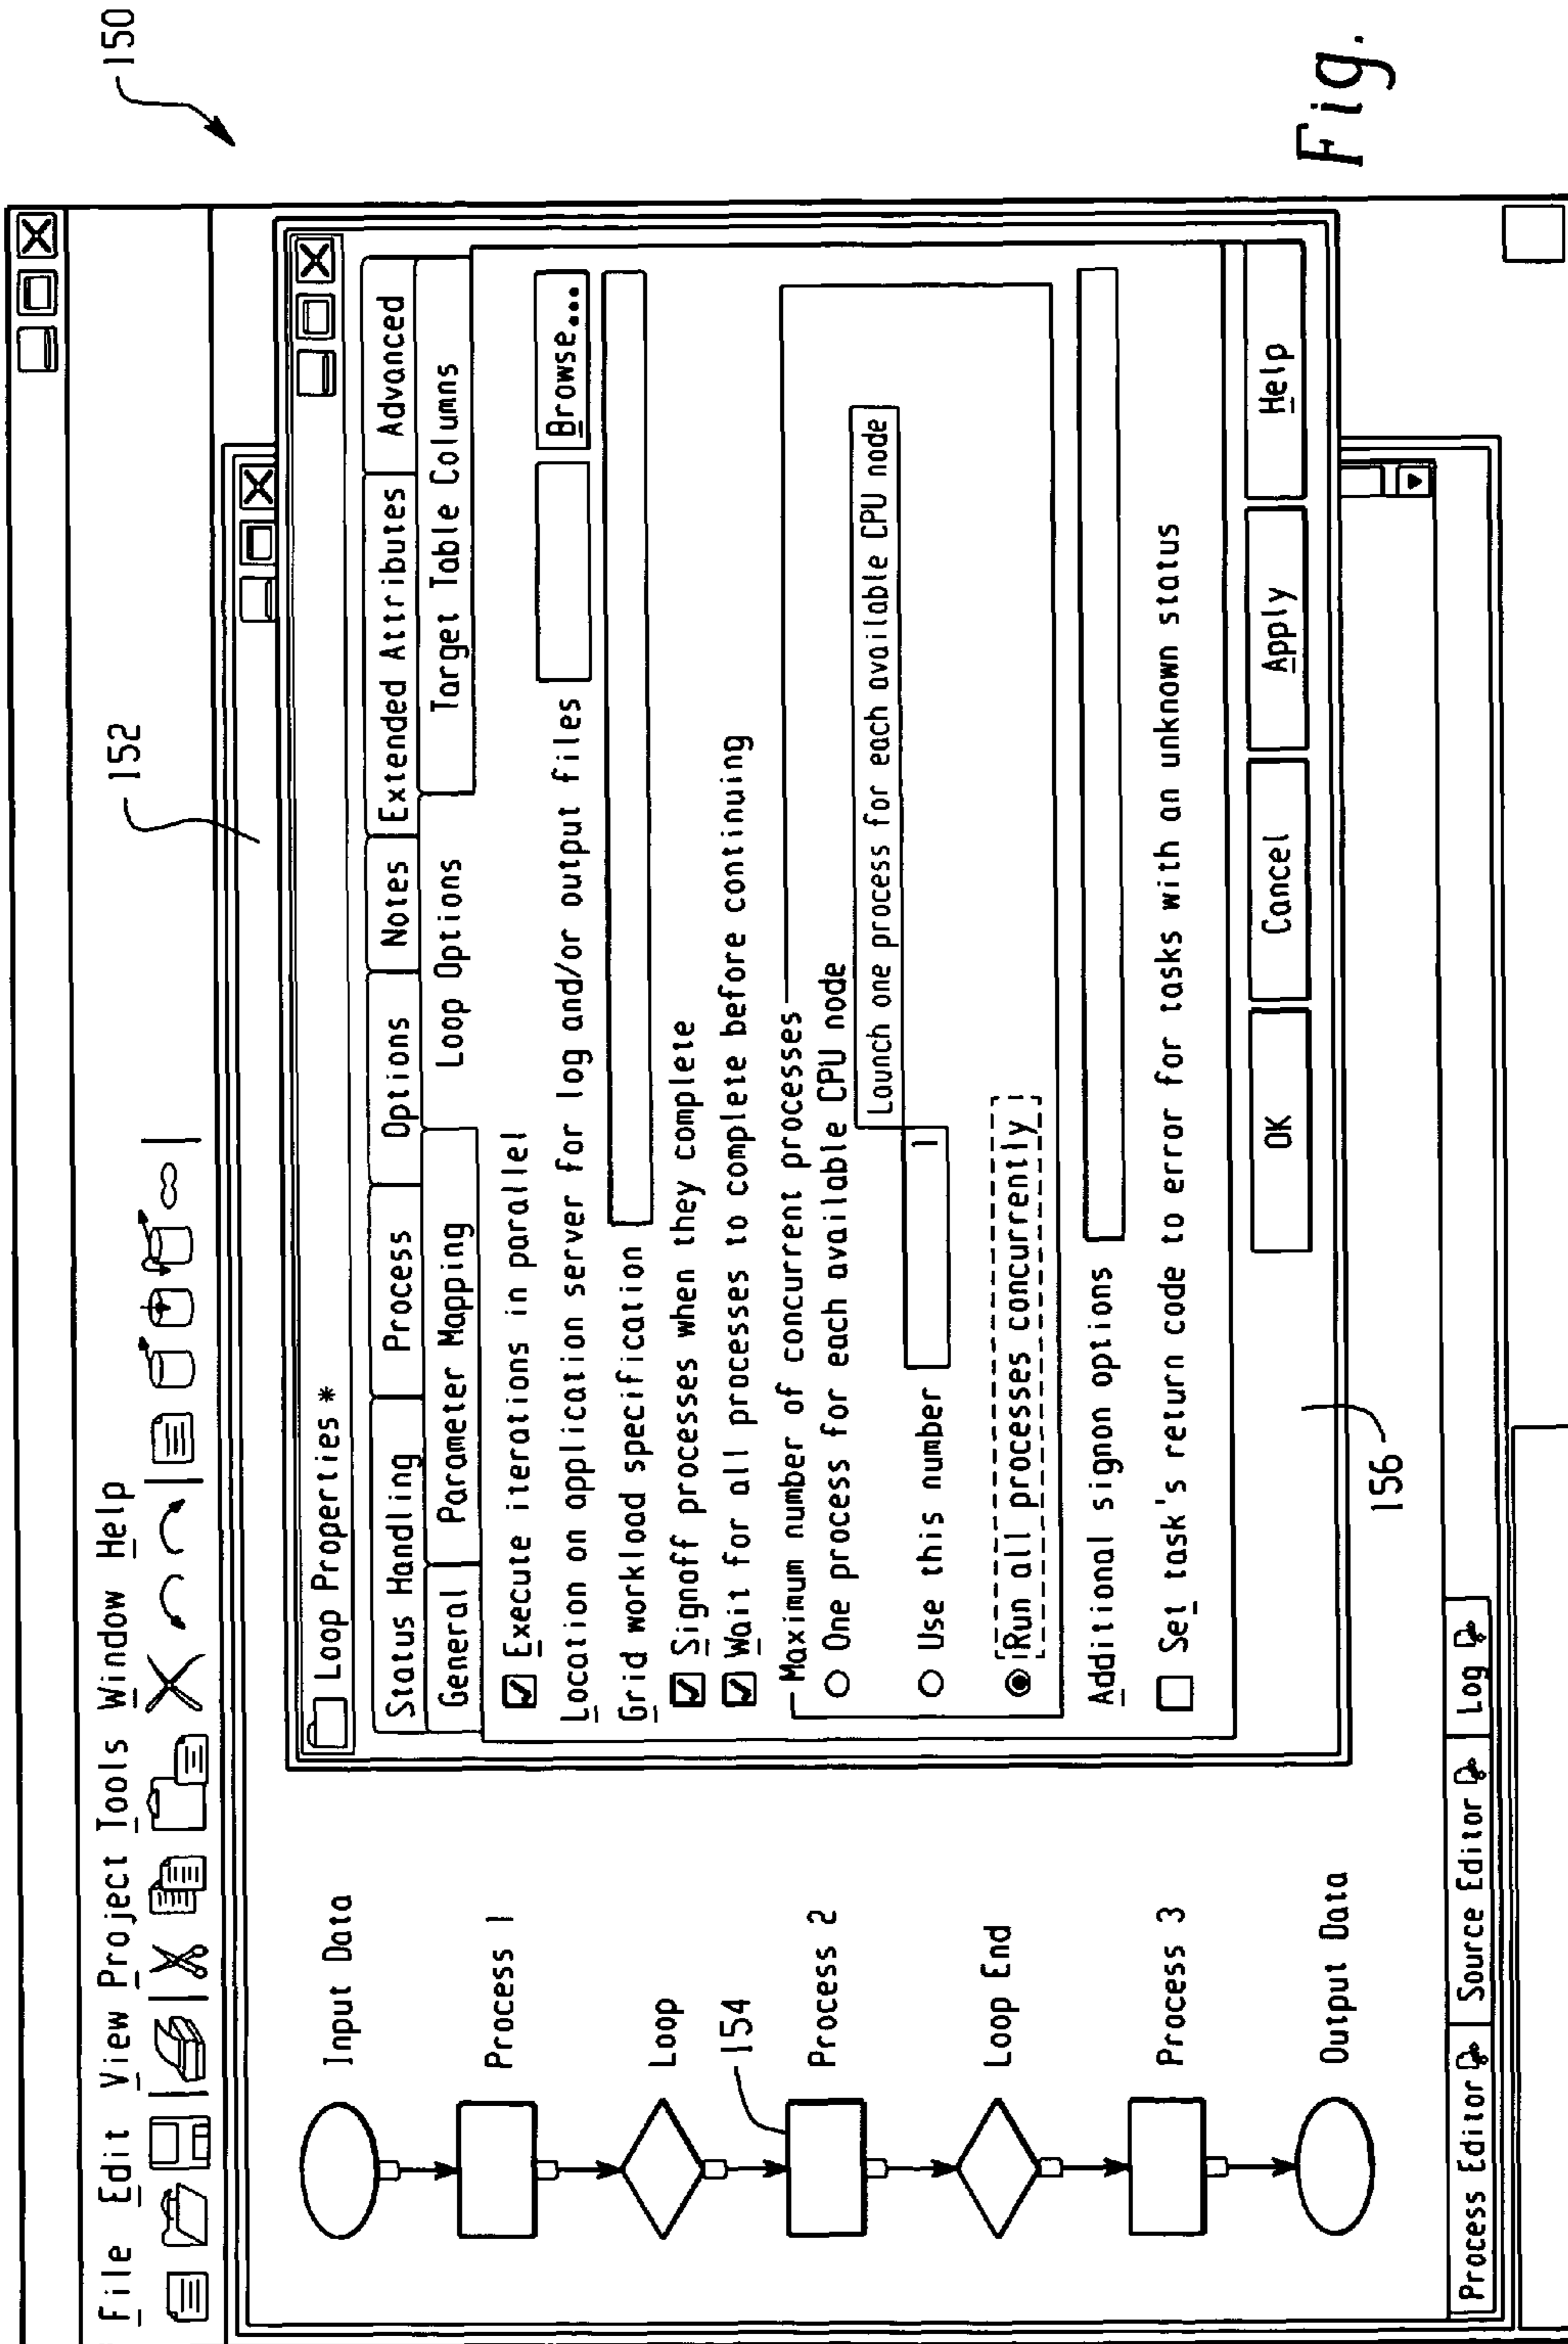 150
File Edit View Project Tools Window Help
152
Input Data
Process 1
Loop
154
Process 2
Loop End
Process 3
Output Data
Loop Properties *
Status Handling Process Options Notes Extended Attributes Advanced
General Parameter Mapping Loop Options Target Table Columns
Execute iterations in parallel
Location on application server for log and/or output files Browse...
Grid workload specification
Signoff processes when they complete
Wait for all processes to complete before continuing
Maximum number of concurrent processes
One process for each available CPU node
Launch one process for each available CPU node
Use this number 1
Run all processes concurrently
Additional signon options
Set task's return code to error for tasks with an unknown status
OK Cancel Apply Help
156
Process Editor Source Editor Log
Fig.